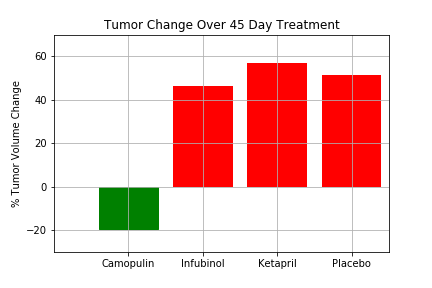 Tumor Change Over 45 Day Treatment
% Tumor Volume Change
60
40
20
0
−20
Camopulin Infubinol Ketapril Placebo